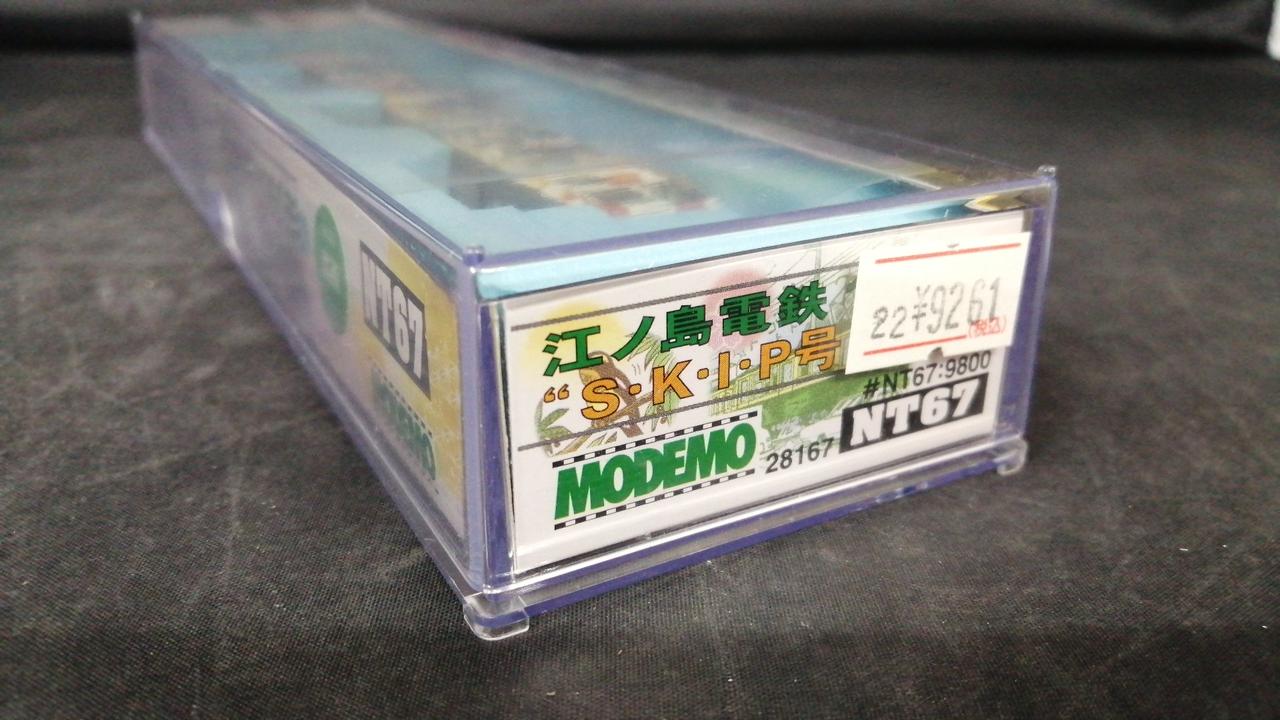 江ノ島電鉄
“S・K・I・P号
22 ¥9261
(税込)
#NT67:9800
MODEMO
28167
NT67
NT67
MODEMO